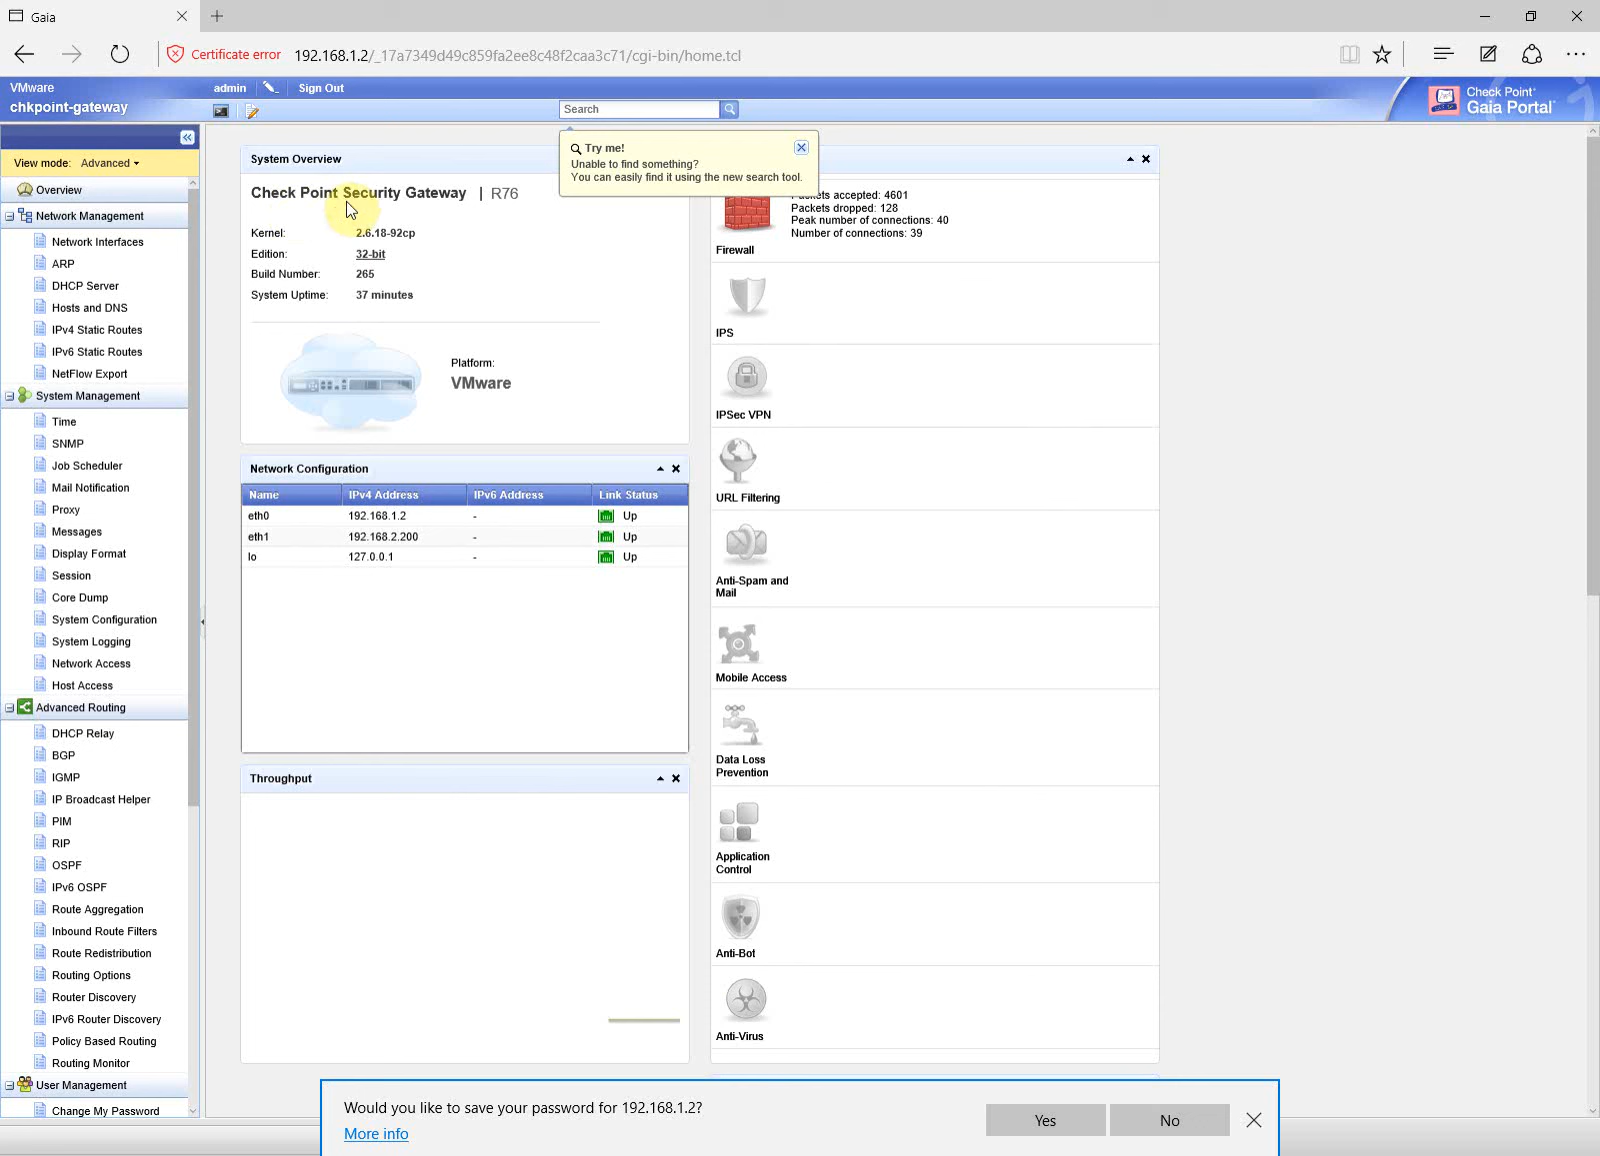 Gaia
Certificate error
192.168.1.2/_17a7349d49c859fa2ee8c48f2caa3c71/cgi-bin/home.tcl
VMware
chkpoint-gateway
admin
Sign Out
Search
Check Point
Gaia Portal
View mode: Advanced
Overview
Network Management
Network Interfaces
ARP
DHCP Server
Hosts and DNS
IPv4 Static Routes
IPv6 Static Routes
NetFlow Export
System Management
Time
SNMP
Job Scheduler
Mail Notification
Proxy
Messages
Display Format
Session
Core Dump
System Configuration
System Logging
Network Access
Host Access
Advanced Routing
DHCP Relay
BGP
IGMP
IP Broadcast Helper
PIM
RIP
OSPF
IPv6 OSPF
Route Aggregation
Inbound Route Filters
Route Redistribution
Routing Options
Router Discovery
IPv6 Router Discovery
Policy Based Routing
Routing Monitor
User Management
Change My Password
System Overview
Check Point Security Gateway | R76
Kernel: 2.6.18-92cp
Edition: 32-bit
Build Number: 265
System Uptime: 37 minutes
Platform:
VMware
Try me!
Unable to find something?
You can easily find it using the new search tool.
Network Configuration
Name IPv4 Address IPv6 Address Link Status
eth0 192.168.1.2 - Up
eth1 192.168.2.200 - Up
lo 127.0.0.1 - Up
Throughput
accepted: 4601
Packets dropped: 128
Peak number of connections: 40
Number of connections: 39
Firewall
IPS
IPSec VPN
URL Filtering
Anti-Spam and
Mail
Mobile Access
Data Loss
Prevention
Application
Control
Anti-Bot
Anti-Virus
Would you like to save your password for 192.168.1.2?
More info
Yes
No